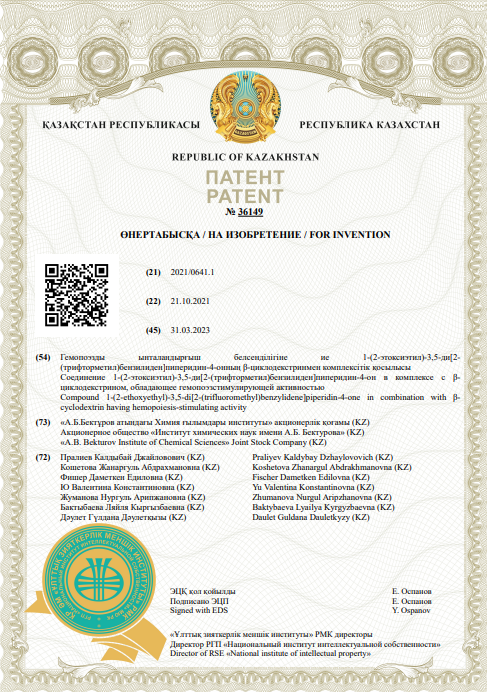 ҚАЗАҚСТАН РЕСПУБЛИКАСЫ
РЕСПУБЛИКА КАЗАХСТАН
REPUBLIC OF KAZAKHSTAN
ПАТЕНТ
PATENT
№ 36149
ӨНЕРТАБЫСҚА / НА ИЗОБРЕТЕНИЕ / FOR INVENTION
(21) 2021/0641.1
(22) 21.10.2021
(45) 31.03.2023
(54) Гемопоэзды ынталандырғыш белсенділігіне ие 1-(2-этоксиэтил)-3,5-ди[2-
(трифторметил)бензилиден]пиперидин-4-онның β-циклодекстринмен комплекстік қосылысы
Соединение 1-(2-этоксиэтил)-3,5-ди[2-(трифторметил)бензилиден]пиперидин-4-он в комплексе с β-
циклодекстрином, обладающее гемопоэзстимулирующей активностью
Compound 1-(2-ethoxyethyl)-3,5-di[2-(trifluoromethyl)benzylidene]piperidin-4-one in combination with β-
cyclodextrin having hemopoiesis-stimulating activity
(73) «А.Б.Бектұров атындағы Химия ғылымдары институты» акционерлік қоғамы (KZ)
Акционерное общество «Институт химических наук имени А.Б. Бектурова» (KZ)
«A.B. Bekturov Institute of Chemical Sciences» Joint Stock Company (KZ)
(72) Пралиев Калдыбай Джайлович (KZ) Praliyev Kaldybay Dzhaylovovich (KZ)
Кошетова Жанаргуль Абдрахмановна (KZ) Koshetova Zhanargul Abdrakhmanovna (KZ)
Фишер Даметкен Едиловна (KZ) Fischer Dametken Edilovna (KZ)
Ю Валентина Константиновна (KZ) Yu Valentina Konstantinovna (KZ)
Жуманова Нургуль Арипжановна (KZ) Zhumanova Nurgul Aripzhanovna (KZ)
Бактыбаева Ляйля Кыргызбаевна (KZ) Baktybayeva Lyailya Kyrgyzbaevna (KZ)
Дәулет Гүлдана Дәулетқызы (KZ) Daulet Guldana Dauletkyzy (KZ)
ЭЦҚ қол қойылды Е. Оспанов
Подписано ЭЦП Е. Оспанов
Signed with EDS Y. Ospanov
«Ұлттық зияткерлік меншік институты» РМК директоры
Директор РГП «Национальный институт интеллектуальной собственности»
Director of RSE «National institute of intellectual property»